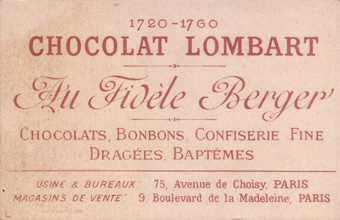 1720-1760
CHOCOLAT LOMBART
Au Fidèle Berger
CHOCOLATS, BONBONS, CONFISERIE FINE
DRAGÉES, BAPTÊMES
USINE & BUREAUX: 75, Avenue de Choisy, PARIS
MAGASINS DE VENTE: 9, Boulevard de la Madeleine, PARIS